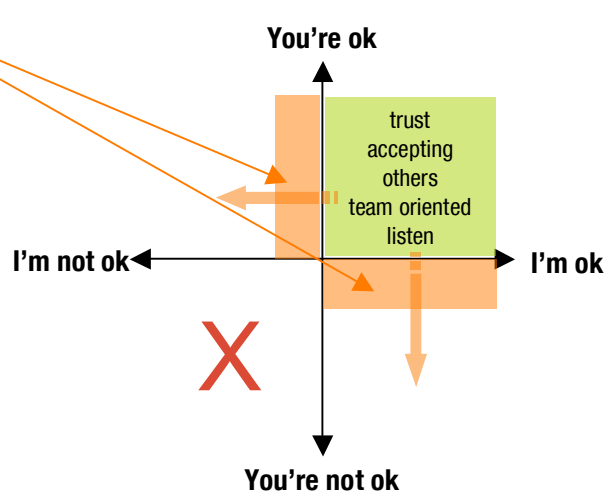 You're ok
trust
accepting
others
team oriented
listen
I'm not ok
I'm ok
X
You're not ok